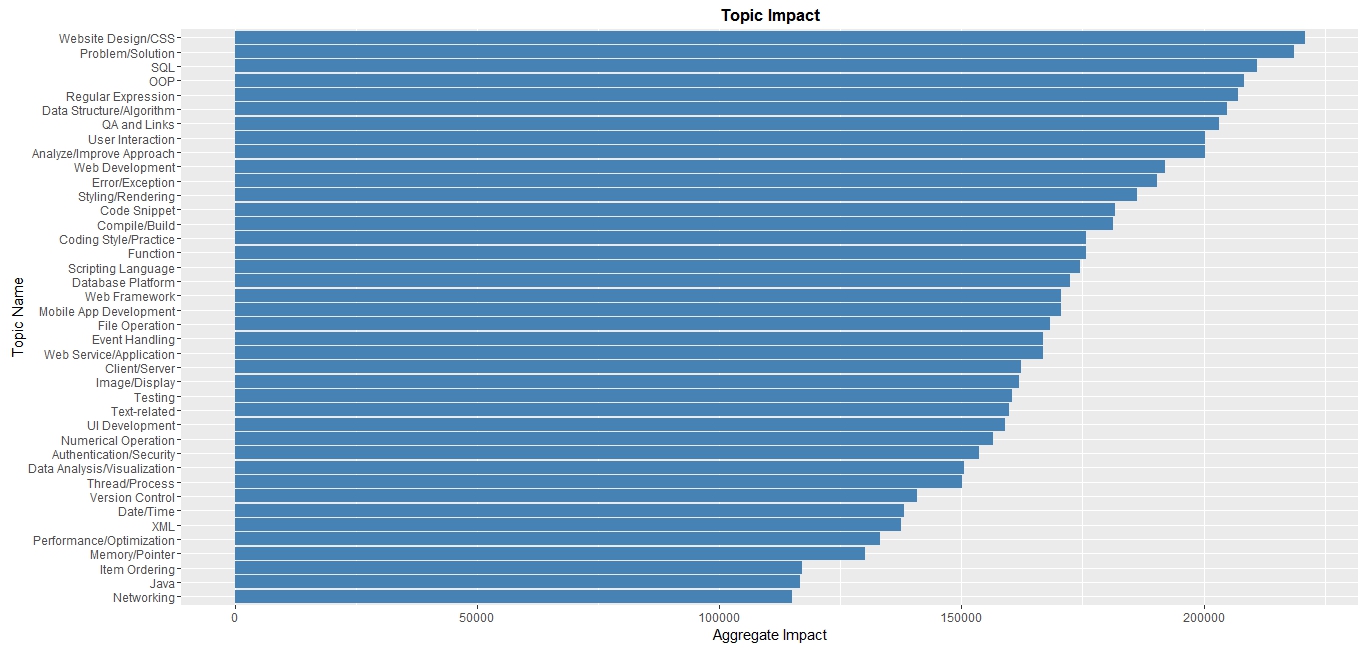 Topic Impact
Website Design/CSS
Problem/Solution
SQL
OOP
Regular Expression
Data Structure/Algorithm
QA and Links
User Interaction
Analyze/Improve Approach
Web Development
Error/Exception
Styling/Rendering
Code Snippet
Compile/Build
Coding Style/Practice
Function
Scripting Language
Database Platform
Web Framework
Mobile App Development
File Operation
Event Handling
Web Service/Application
Client/Server
Image/Display
Testing
Text-related
UI Development
Numerical Operation
Authentication/Security
Data Analysis/Visualization
Thread/Process
Version Control
Date/Time
XML
Performance/Optimization
Memory/Pointer
Item Ordering
Java
Networking
Topic Name
0 50000 100000 150000 200000
Aggregate Impact